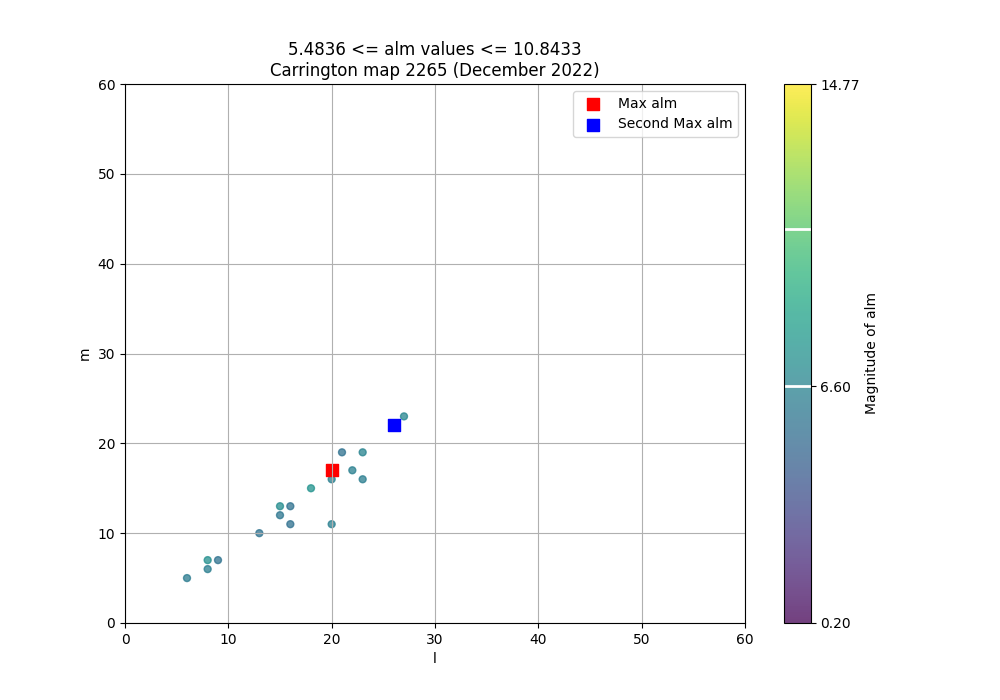 5.4836 <= alm values <= 10.8433
Carrington map 2265 (December 2022)
Max alm
Second Max alm
60
50
40
30
20
10
0
m
0 10 20 30 40 50 60
l
14.77
6.60
0.20
Magnitude of alm